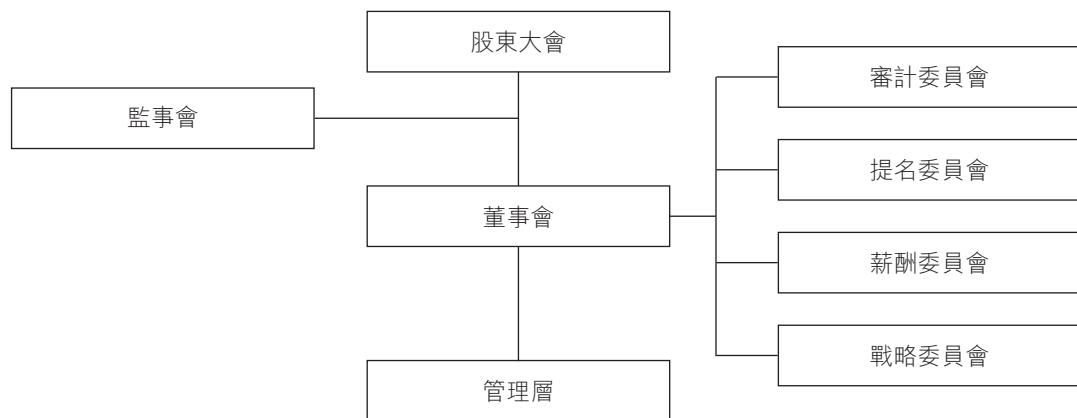 股東大會
監事會
董事會
管理層
審計委員會
提名委員會
薪酬委員會
戰略委員會